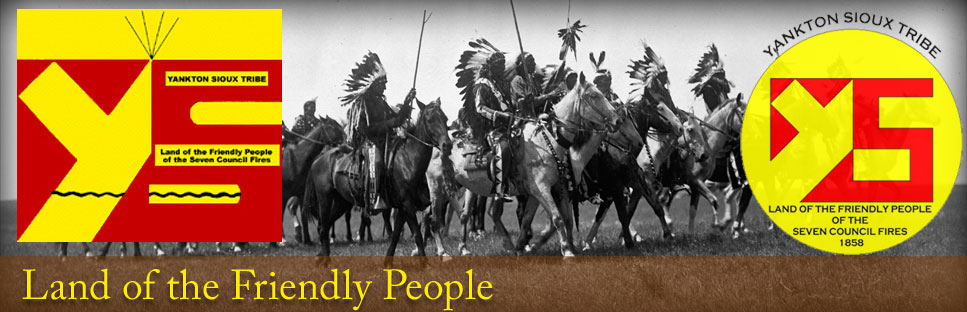 YANKTON SIOUX TRIBE
Land of the Friendly People
of the Seven Council Fires
YANKTON SIOUX TRIBE
YS
LAND OF THE FRIENDLY PEOPLE
OF THE
SEVEN COUNCIL FIRES
1858
Land of the Friendly People